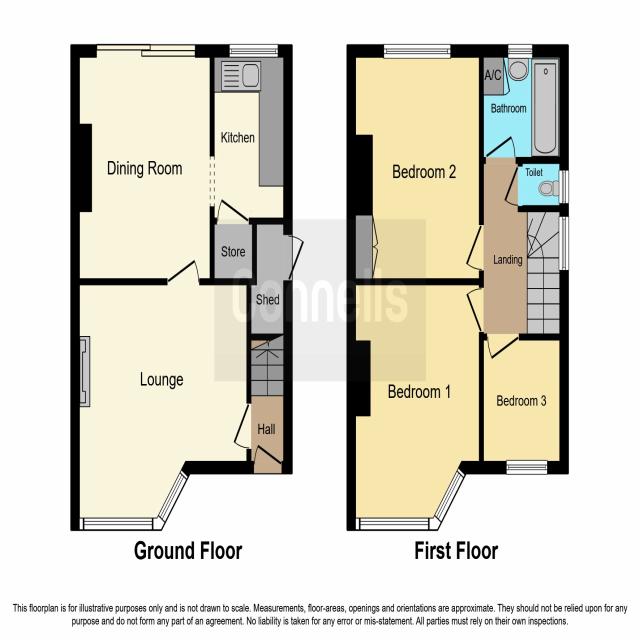 A/C
Bathroom
Kitchen
Dining Room
Bedroom 2
Toilet
Store
Landing
Shed
Connells
Lounge
Bedroom 1
Hall
Bedroom 3
Ground Floor
First Floor
This floorplan is for illustrative purposes only and is not drawn to scale. Measurements, floor-areas, openings and orientations are approximate. They should not be relied upon for any
purpose and do not form any part of an agreement. No liability is taken for any error or mis-statement. All parties must rely on their own inspections.